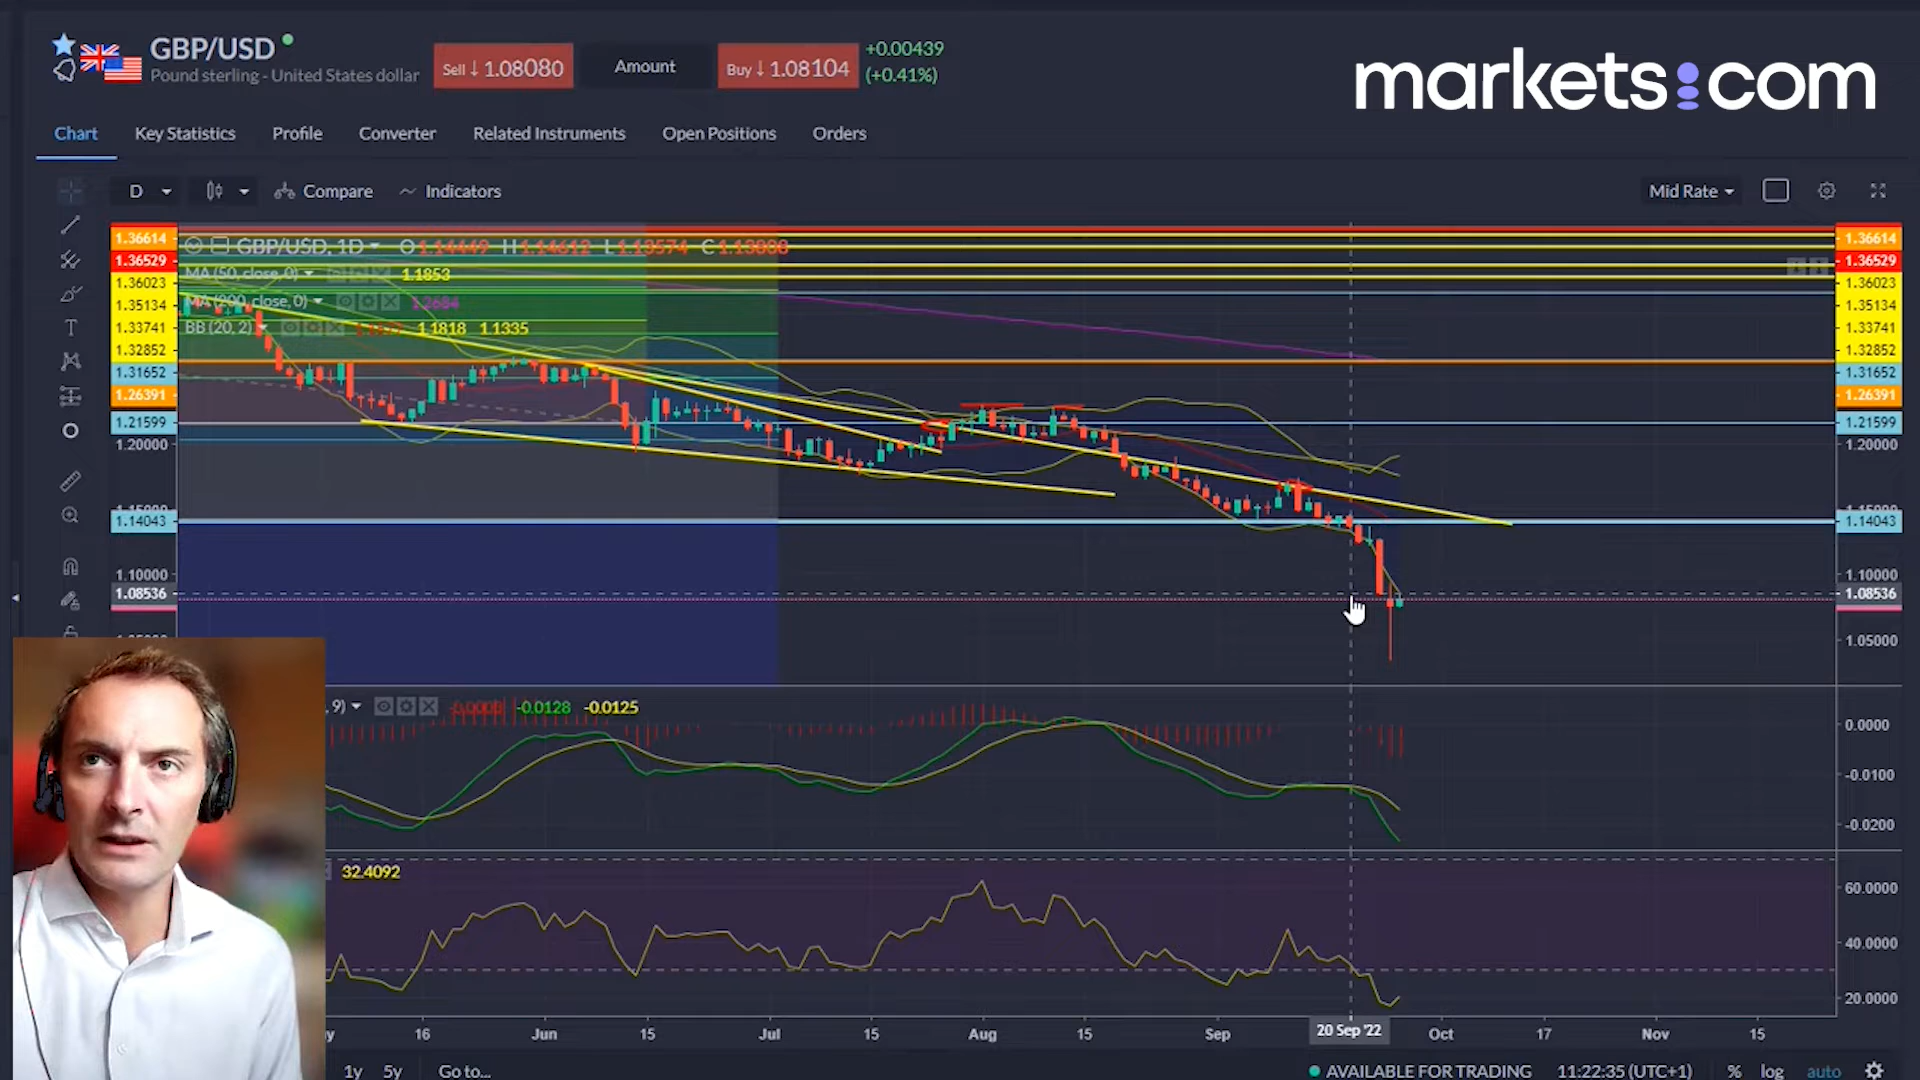 GBP/USD
Pound sterling - United States dollar
Sell ↓ 1.08080
Amount
Buy ↓ 1.08104
+0.00439
(+0.41%)
markets.com
Chart
Key Statistics
Profile
Converter
Related Instruments
Open Positions
Orders
D
Compare
Indicators
Mid Rate
GBP/USD, 1D
O1.14449 H1.14612 L1.13574
MA (50, close, 0)
1.1853
MA (200, close, 0)
1.2684
BB (20, 2)
1.1818 1.1335
1.36614
1.36529
1.36023
1.35134
1.33741
1.32852
1.31652
1.26391
1.21599
1.20000
1.14043
1.10000
1.08536
1.36614
1.36529
1.36023
1.35134
1.33741
1.32852
1.31652
1.26391
1.21599
1.20000
1.14043
1.10000
1.08536
1.05000
, 9)
-0.0128 -0.0125
0.0000
-0.0100
-0.0200
32.4092
60.0000
40.0000
20.0000
16
Jun
15
Jul
15
Aug
15
Sep
20 Sep '22
Oct
17
Nov
15
1y
5y
Go to...
AVAILABLE FOR TRADING
11:22:35 (UTC+1)
%
log
auto